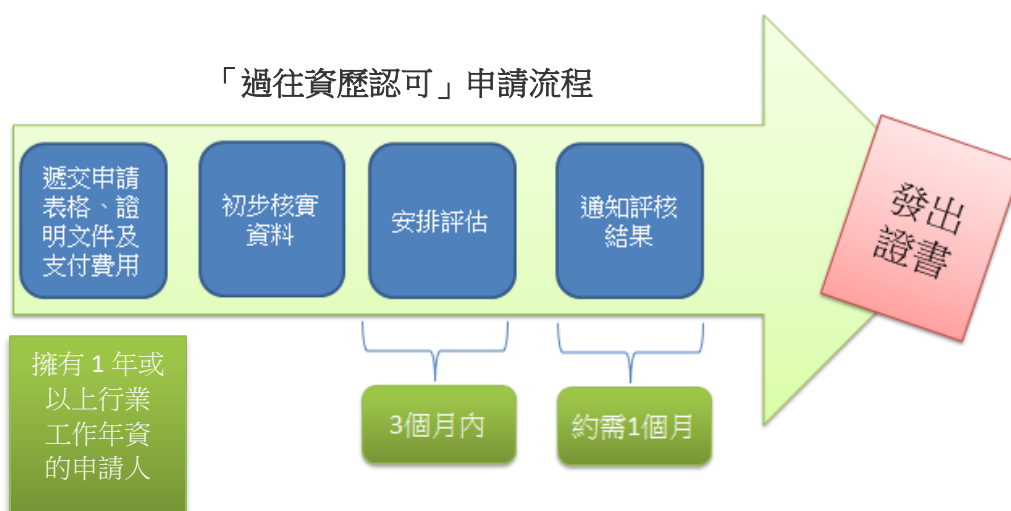 「過往資歷認可」申請流程
遞交申請
表格、證
明文件及
支付費用
初步核實
資料
安排評估
通知評核
結果
發出
證書
擁有 1 年或
以上行業
工作年資
的申請人
3個月內
約需1個月